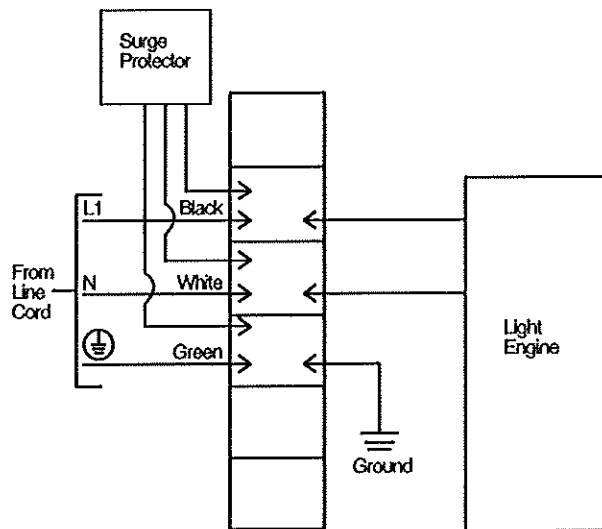 Surge
Protector
L1
Black
From
Line
Cord
N
White
Green
Light
Engine
Ground